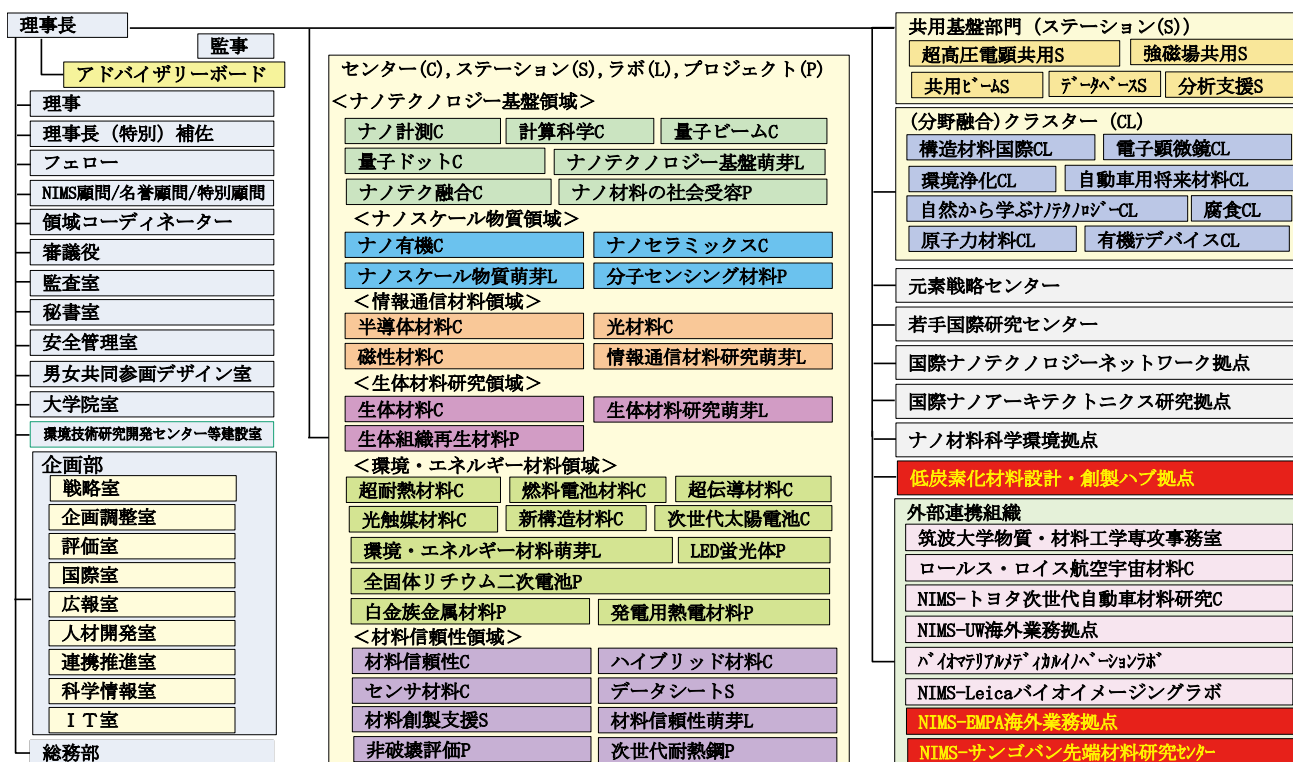 理事長
監事
アドバイザリーボード
理事
理事長（特別）補佐
フェロー
NIMS顧問/名誉顧問/特別顧問
領域コーディネーター
審議役
監査室
秘書室
安全管理室
男女共同参画デザイン室
大学院室
環境技術研究開発センター等建設室
企画部
戦略室
企画調整室
評価室
国際室
広報室
人材開発室
連携推進室
科学情報室
ＩＴ室
総務部
センター(C),ステーション(S),ラボ(L),プロジェクト(P)
＜ナノテクノロジー基盤領域＞
ナノ計測C 計算科学C 量子ビームC
量子ドットC ナノテクノロジー基盤萌芽L
ナノテク融合C ナノ材料の社会受容P
＜ナノスケール物質領域＞
ナノ有機C ナノセラミックスC
ナノスケール物質萌芽L 分子センシング材料P
＜情報通信材料領域＞
半導体材料C 光材料C
磁性材料C 情報通信材料研究萌芽L
＜生体材料研究領域＞
生体材料C 生体材料研究萌芽L
生体組織再生材料P
＜環境・エネルギー材料領域＞
超耐熱材料C 燃料電池材料C 超伝導材料C
光触媒材料C 新構造材料C 次世代太陽電池C
環境・エネルギー材料萌芽L LED蛍光体P
全固体リチウム二次電池P
白金族金属材料P 発電用熱電材料P
＜材料信頼性領域＞
材料信頼性C ハイブリッド材料C
センサ材料C データシートS
材料創製支援S 材料信頼性萌芽L
非破壊評価P 次世代耐熱鋼P
共用基盤部門（ステーション(S)）
超高圧電顕共用S 強磁場共用S
共用ﾋﾞｰﾑS ﾃﾞｰﾀﾍﾞｰｽS 分析支援S
(分野融合)クラスター（CL)
構造材料国際CL 電子顕微鏡CL
環境浄化CL 自動車用将来材料CL
自然から学ぶﾅﾉﾃｸﾉﾛｼﾞｰCL 腐食CL
原子力材料CL 有機ﾃデバイスCL
元素戦略センター
若手国際研究センター
国際ナノテクノロジーネットワーク拠点
国際ナノアーキテクトニクス研究拠点
ナノ材料科学環境拠点
低炭素化材料設計・創製ハブ拠点
外部連携組織
筑波大学物質・材料工学専攻事務室
ロールス・ロイス航空宇宙材料C
NIMS-トヨタ次世代自動車材料研究C
NIMS-UW海外業務拠点
ﾊﾞｲｵﾏﾃﾘｱﾙﾒﾃﾞｨｶﾙｲﾉﾍﾞｰｼｮﾝﾗﾎﾞ
NIMS-Leicaバイオイメージングラボ
NIMS-EMPA海外業務拠点
NIMS-サンゴバン先端材料研究ｾﾝﾀｰ